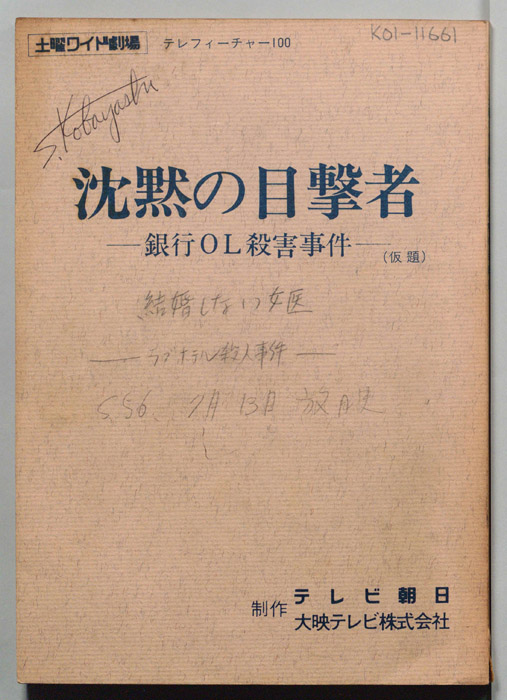 土曜ワイド劇場 テレフィーチャー100
K01-11661
S. Kobayashi
沈黙の目撃者
―銀行OL殺害事件―
(仮題)
結婚しない女医
―ラブホテル殺人事件―
S.56. 月13日 放映
制作 テレビ朝日
大映テレビ株式会社